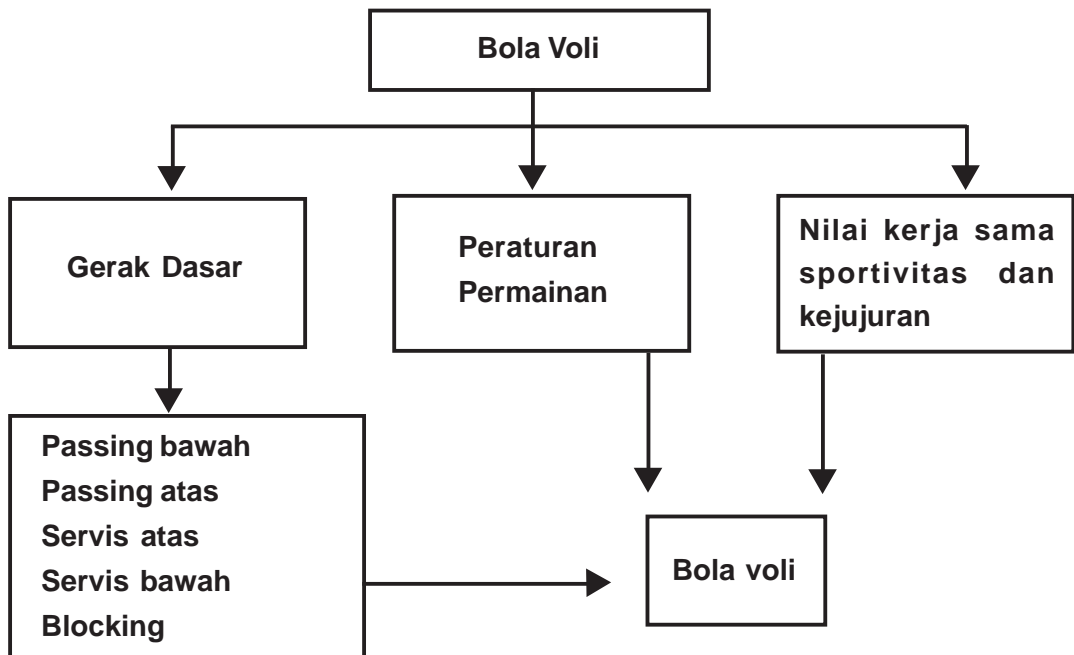 Bola Voli
Gerak Dasar
Peraturan
Permainan
Nilai kerja sama
sportivitas dan
kejujuran
Passing bawah
Passing atas
Servis atas
Servis bawah
Blocking
Bola voli